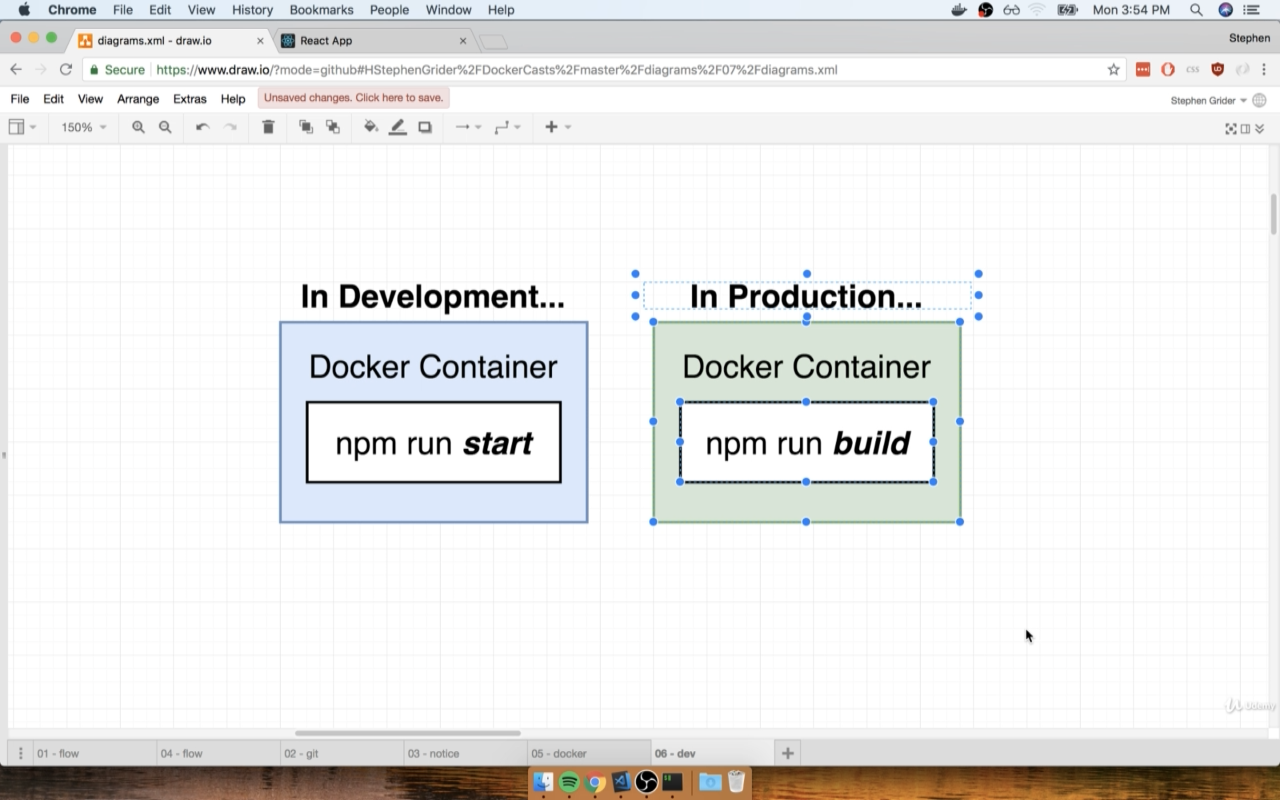 Chrome File Edit View History Bookmarks People Window Help Mon 3:54 PM
diagrams.xml - draw.io React App Stephen
Secure https://www.draw.io/?mode=github#HStephenGrider%2FDockerCasts%2Fmaster%2Fdiagrams%2F07%2Fdiagrams.xml CSS
File Edit View Arrange Extras Help Unsaved changes. Click here to save. Stephen Grider
150%
In Development... In Production...
Docker Container Docker Container
npm run start npm run build
Udemy
01 - flow 04 - flow 02 - git 03 - notice 05 - docker 06 - dev